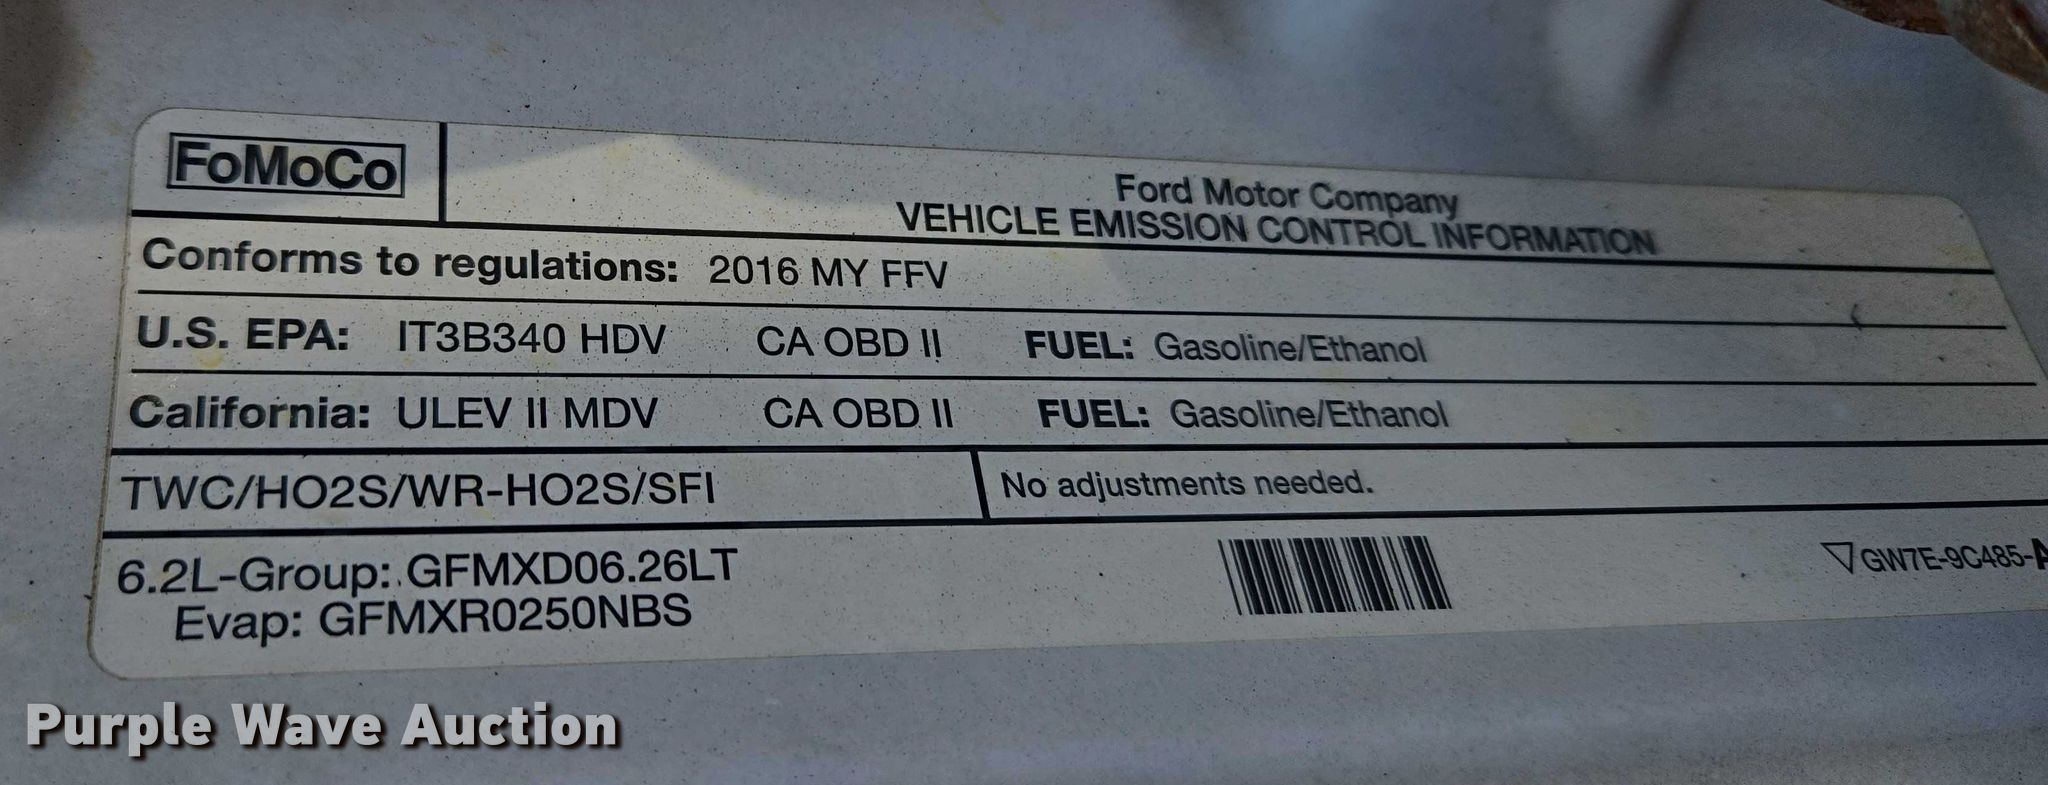 FoMoCo
Ford Motor Company
VEHICLE EMISSION CONTROL INFORMATION
Conforms to regulations: 2016 MY FFV
U.S. EPA: IT3B340 HDV CA OBD II FUEL: Gasoline/Ethanol
California: ULEV II MDV CA OBD II FUEL: Gasoline/Ethanol
TWC/HO2S/WR-HO2S/SFI No adjustments needed.
6.2L-Group: GFMXD06.26LT
Evap: GFMXR0250NBS
GW7E-9C485-A
Purple Wave Auction